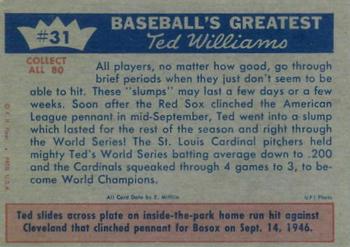 #31
BASEBALL'S GREATEST
Ted Williams
COLLECT
ALL 80
All players, no matter how good, go through
brief periods when they just don't seem to be
able to hit. These "slumps" may last a few days or a few
weeks. Soon after the Red Sox clinched the American
League pennant in mid-September, Ted went into a slump
which lasted for the rest of the season and right through
the World Series! The St. Louis Cardinal pitchers held
mighty Ted's World Series batting average down to .200
and the Cardinals squeaked through 4 games to 3, to be-
come World Champions.
All Card Data by E. Mifflin
U.P.I. Photo
Ted slides across plate on inside-the-park home run hit against
Cleveland that clinched pennant for Bosox on Sept. 14, 1946.